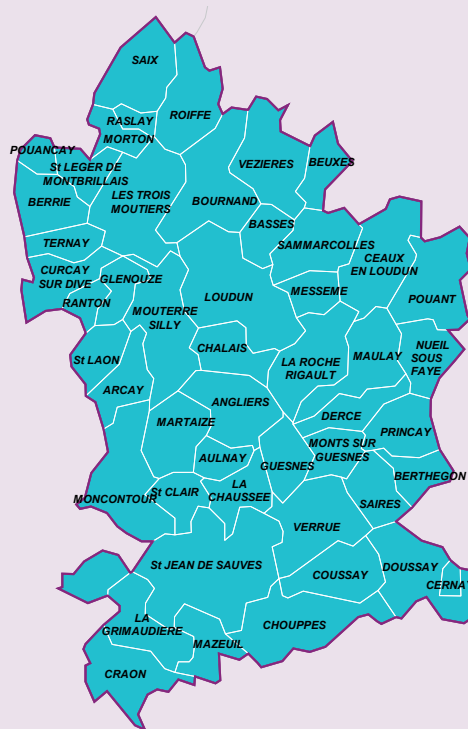 SAIX
ROIFFE
RASLAY
MORTON
POUANCAY
St LEGER DE
MONTBRILLAIS
VEZIERES
BEUXES
BERRIE
LES TROIS
MOUTIERS
BOURNAND
BASSES
TERNAY
SAMMARCOLLES
CEAUX
EN LOUDUN
CURCAY
SUR DIVE
GLENOUZE
RANTON
LOUDUN
MESSEME
POUANT
MOUTERRE
SILLY
St LAON
CHALAIS
LA ROCHE
RIGAULT
MAULAY
NUEIL
SOUS
FAYE
ARCAY
ANGLIERS
MARTAIZE
DERCE
PRINCAY
AULNAY
MONTS SUR
GUESNES
GUESNES
BERTHEGON
MONCONTOUR
St CLAIR
LA
CHAUSSEE
SAIRES
VERRUE
St JEAN DE SAUVES
COUSSAY
DOUSSAY
CERNAY
LA
GRIMAUDIERE
CHOUPPES
MAZEUIL
CRAON